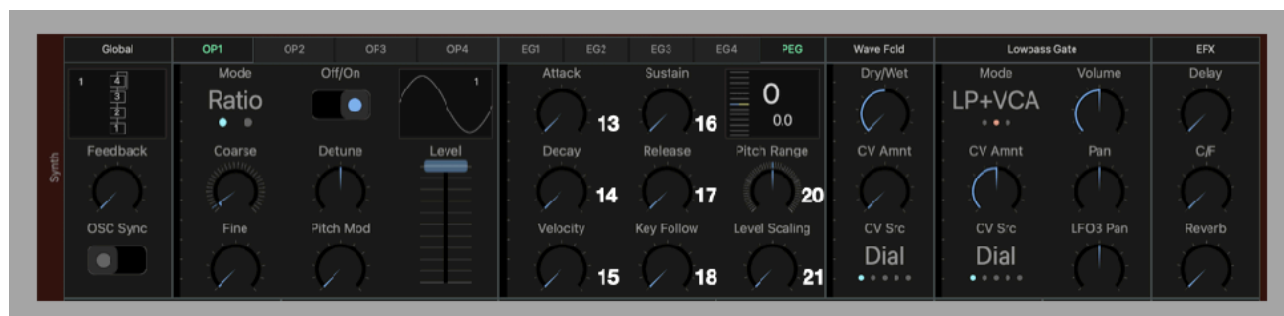 Global OP1 OP2 OP3 OP4 EG1 EG2 EG3 EG4 PEG Wave Fold Lowpass Gate EFX
Mode Off/On Attack Sustain Dry/Wet Mode Volume Delay
1 4 Ratio 1 0 LP+VCA
3 13 16 0.0
2
1
Synth
Feedback Coarse Detune Level Decay Release Pitch Range CV Amnt CV Amnt Pan C/F
14 17 20
OSC Sync Fine Pitch Mod Velocity Key Follow Level Scaling CV Src CV Src LFO3 Pan Reverb
Dial Dial
15 18 21